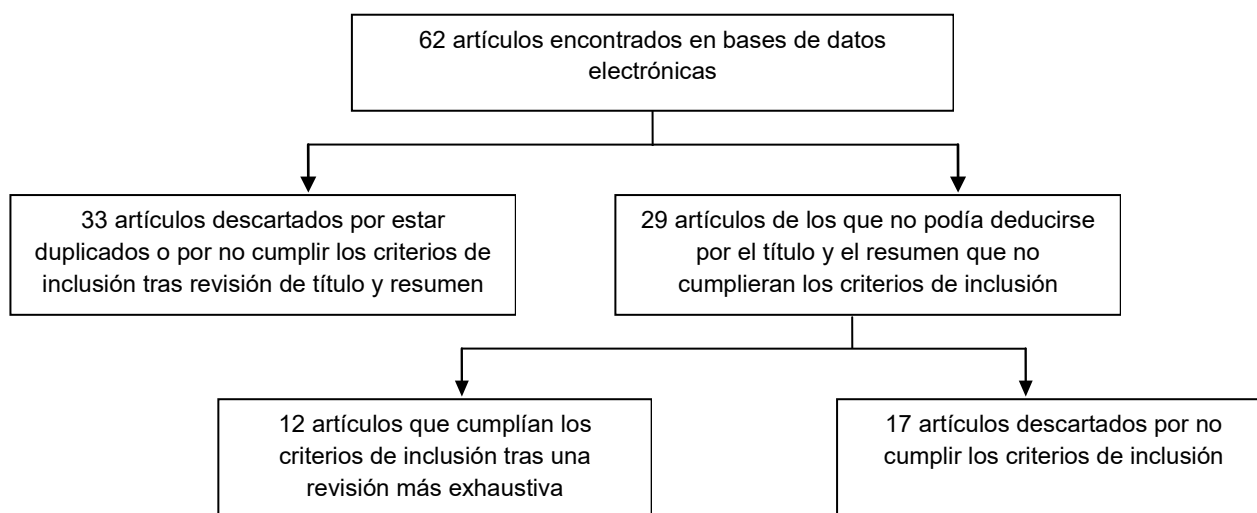 62 artículos encontrados en bases de datos
electrónicas
33 artículos descartados por estar
duplicados o por no cumplir los criterios de
inclusión tras revisión de título y resumen
29 artículos de los que no podía deducirse
por el título y el resumen que no
cumplieran los criterios de inclusión
12 artículos que cumplían los
criterios de inclusión tras una
revisión más exhaustiva
17 artículos descartados por no
cumplir los criterios de inclusión